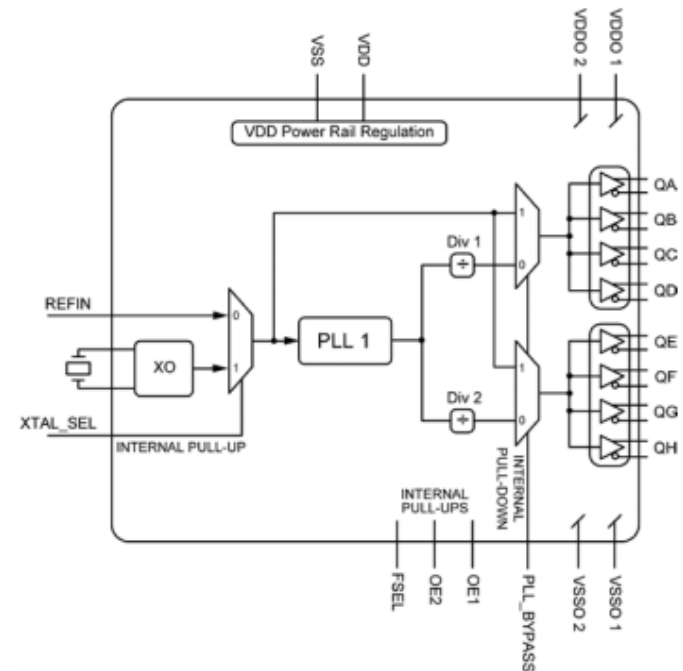 VSS
VDD
VDDO 2
VDDO 1
VDD Power Rail Regulation
QA
QB
QC
QD
1
0
Div 1
÷
REFIN
0
XO
1
PLL 1
QE
QF
QG
QH
1
0
Div 2
÷
XTAL_SEL
INTERNAL PULL-UP
INTERNAL
PULL-UPS
INTERNAL
PULL-DOWN
FSEL
OE2
OE1
PLL_BYPASS
VSSO 2
VSSO 1